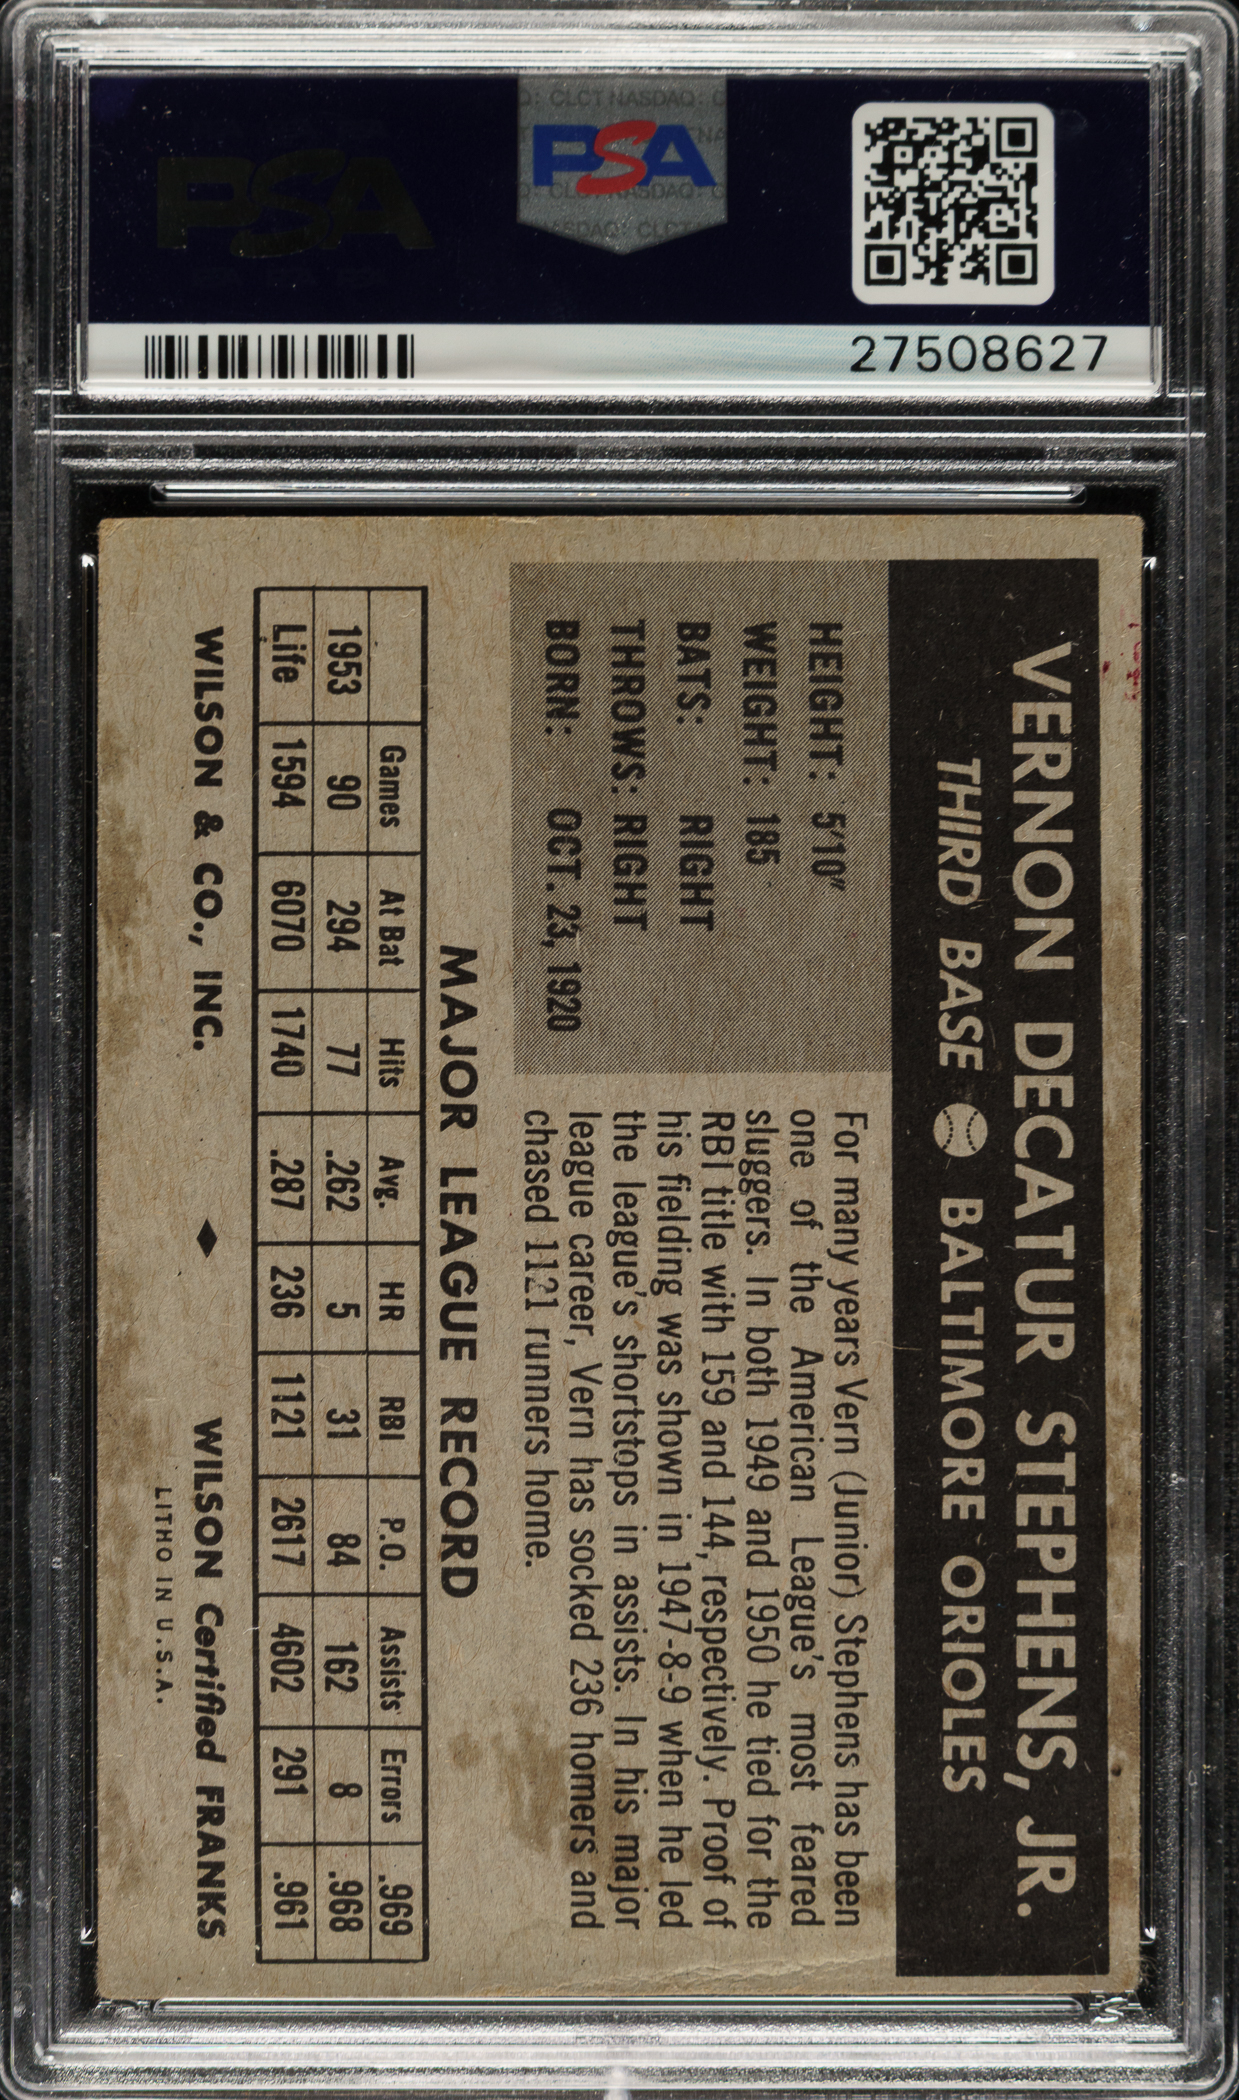 PSA
PSA
27508627
VERNON DECATUR STEPHENS, JR.
THIRD BASE BALTIMORE ORIOLES
HEIGHT: 5'10"
WEIGHT: 185
BATS: RIGHT
THROWS: RIGHT
BORN: OCT. 23, 1920
For many years Vern (Junior) Stephens has been
one of the American League's most feared
sluggers. In both 1949 and 1950 he tied for the
RBI title with 159 and 144, respectively. Proof of
his fielding was shown in 1947-8-9 when he led
the league's shortstops in assists. In his major
league career, Vern has socked 236 homers and
chased 1121 runners home.
MAJOR LEAGUE RECORD
Games At Bat Hits Avg. HR RBI P.O. Assists Errors .969
1953 90 294 77 .262 5 31 84 162 8 .968
Life 1594 6070 1740 .287 236 1121 2617 4602 291 .961
WILSON & CO., INC. ♦ WILSON Certified FRANKS
LITHO IN U.S.A.